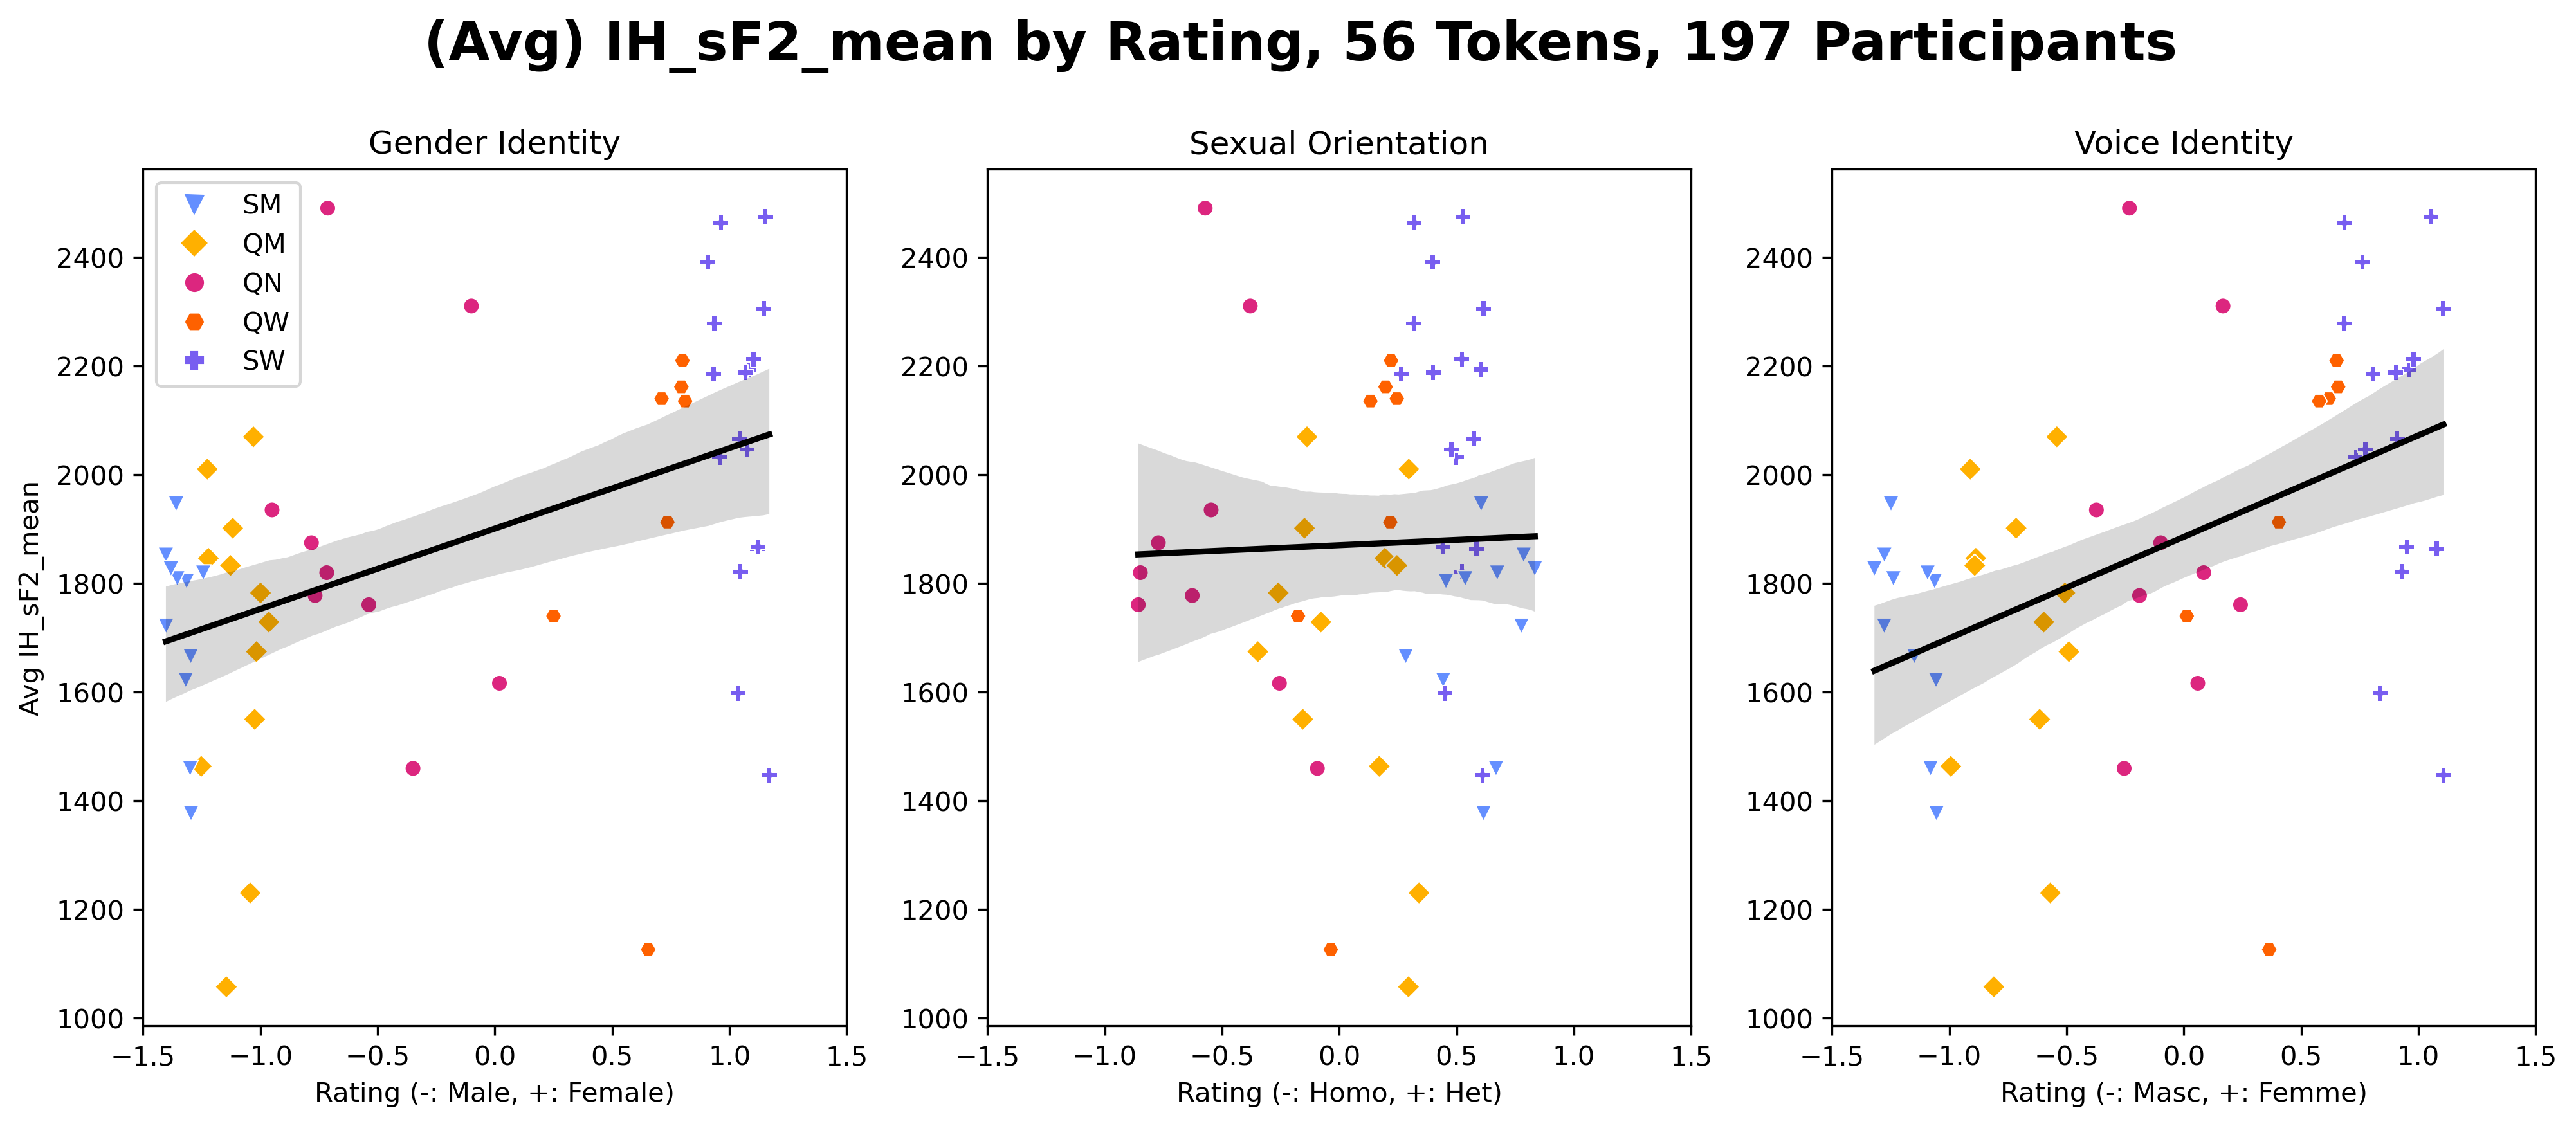 (Avg) IH_sF2_mean by Rating, 56 Tokens, 197 Participants
Gender Identity
SM
QM
QN
QW
SW
2400
2200
2000
1800
1600
1400
1200
1000
Avg IH_sF2_mean
−1.5 −1.0 −0.5 0.0 0.5 1.0 1.5
Rating (-: Male, +: Female)
Sexual Orientation
2400
2200
2000
1800
1600
1400
1200
1000
−1.5 −1.0 −0.5 0.0 0.5 1.0 1.5
Rating (-: Homo, +: Het)
Voice Identity
2400
2200
2000
1800
1600
1400
1200
1000
−1.5 −1.0 −0.5 0.0 0.5 1.0 1.5
Rating (-: Masc, +: Femme)